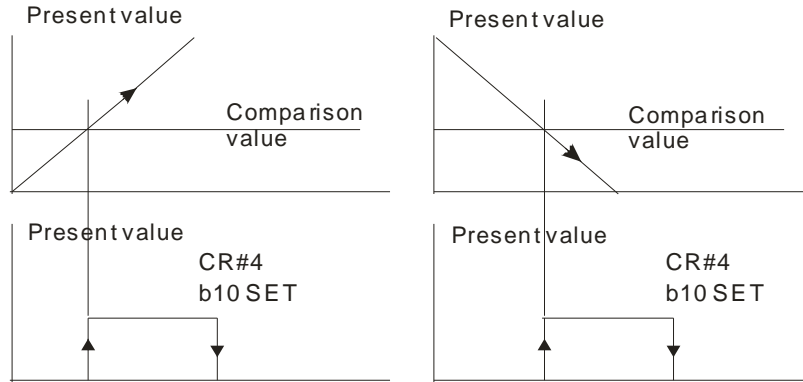 Present value
Comparison
value
Present value
CR#4
b10 SET
Present value
Comparison
value
Present value
CR#4
b10 SET